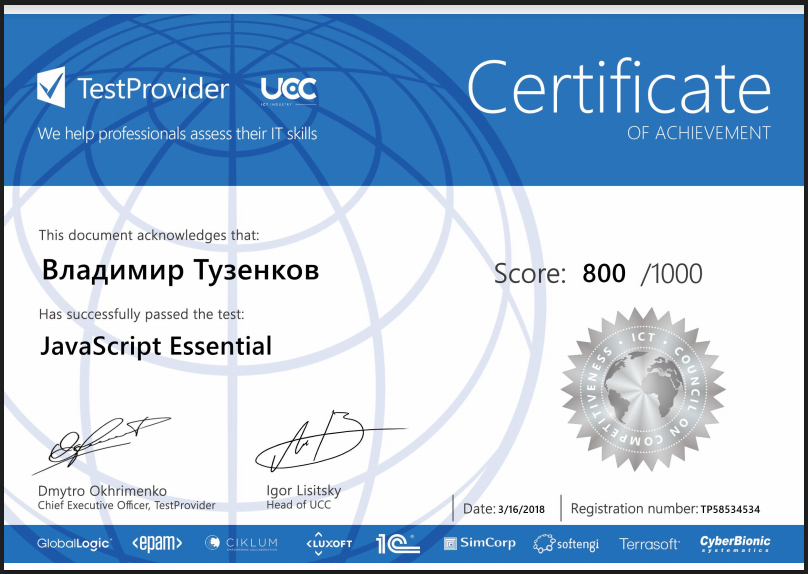 TestProvider
UCC
ICT INDUSTRY
We help professionals assess their IT skills
Certificate
OF ACHIEVEMENT
This document acknowledges that:
Владимир Тузенков
Score: 800 /1000
Has successfully passed the test:
JavaScript Essential
ICT · COUNCIL ON COMPETITIVENESS ·
Dmytro Okhrimenko
Chief Executive Officer, TestProvider
Igor Lisitsky
Head of UCC
Date: 3/16/2018
Registration number: TP58534534
GlobalLogic
<epam>
CIKLUM
<LUXOFT
1C
SimCorp
softengi
Terrasoft
CyberBionic
systematics